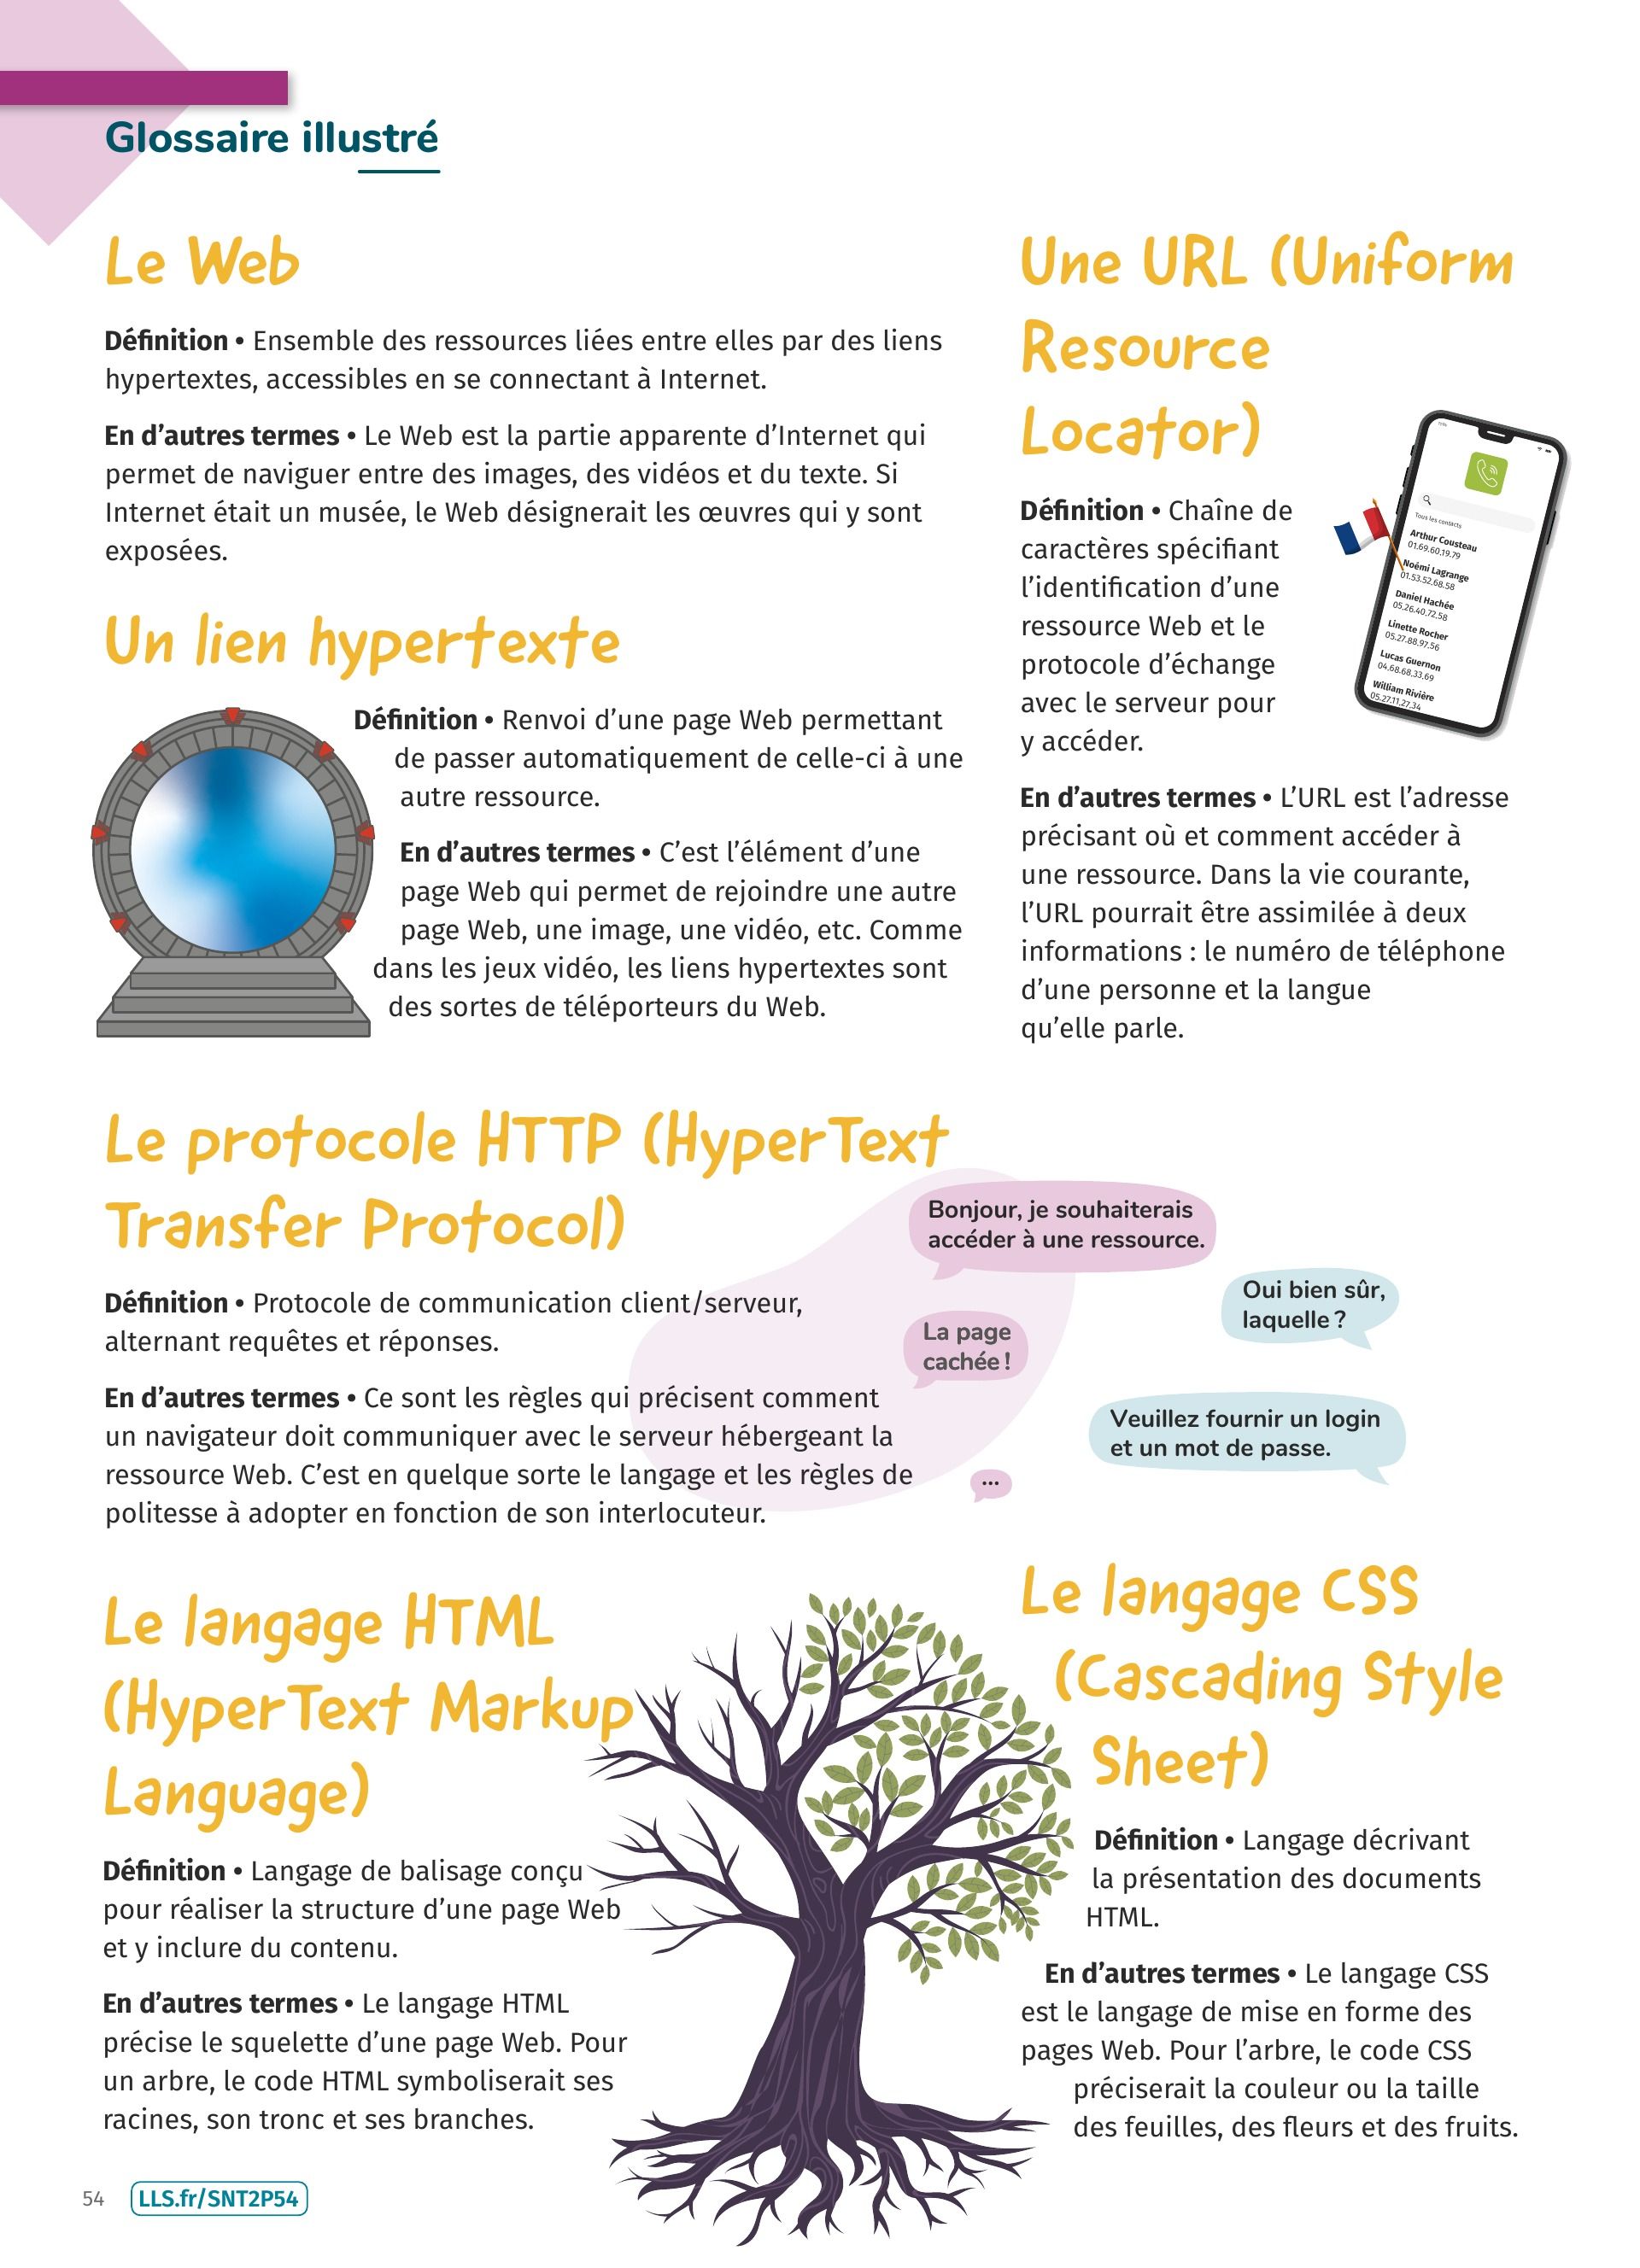 Glossaire illustré
Le Web
Définition • Ensemble des ressources liées entre elles par des liens
hypertextes, accessibles en se connectant à Internet.
En d’autres termes • Le Web est la partie apparente d’Internet qui
permet de naviguer entre des images, des vidéos et du texte. Si
Internet était un musée, le Web désignerait les œuvres qui y sont
exposées.
Un lien hypertexte
Définition • Renvoi d’une page Web permettant
de passer automatiquement de celle-ci à une
autre ressource.
En d’autres termes • C’est l’élément d’une
page Web qui permet de rejoindre une autre
page Web, une image, une vidéo, etc. Comme
dans les jeux vidéo, les liens hypertextes sont
des sortes de téléporteurs du Web.
Une URL (Uniform
Resource
Locator)
Définition • Chaîne de
caractères spécifiant
l’identification d’une
ressource Web et le
protocole d’échange
avec le serveur pour
y accéder.
Tous les contacts
Arthur Cousteau
01.69.60.19.79
Noémi Lagrange
01.53.52.68.58
Daniel Hachée
05.26.40.72.58
Linette Rocher
05.27.88.97.56
Lucas Guernon
04.68.68.33.69
William Rivière
05.27.11.27.34
En d’autres termes • L’URL est l’adresse
précisant où et comment accéder à
une ressource. Dans la vie courante,
l’URL pourrait être assimilée à deux
informations : le numéro de téléphone
d’une personne et la langue
qu’elle parle.
Le protocole HTTP (HyperText
Transfer Protocol)
Définition • Protocole de communication client/serveur,
alternant requêtes et réponses.
En d’autres termes • Ce sont les règles qui précisent comment
un navigateur doit communiquer avec le serveur hébergeant la
ressource Web. C’est en quelque sorte le langage et les règles de
politesse à adopter en fonction de son interlocuteur.
Bonjour, je souhaiterais
accéder à une ressource.
Oui bien sûr,
laquelle ?
La page
cachée !
Veuillez fournir un login
et un mot de passe.
...
Le langage HTML
(HyperText Markup
Language)
Définition • Langage de balisage conçu
pour réaliser la structure d’une page Web
et y inclure du contenu.
En d’autres termes • Le langage HTML
précise le squelette d’une page Web. Pour
un arbre, le code HTML symboliserait ses
racines, son tronc et ses branches.
Le langage CSS
(Cascading Style
Sheet)
Définition • Langage décrivant
la présentation des documents
HTML.
En d’autres termes • Le langage CSS
est le langage de mise en forme des
pages Web. Pour l’arbre, le code CSS
préciserait la couleur ou la taille
des feuilles, des fleurs et des fruits.
54
LLS.fr/SNT2P54